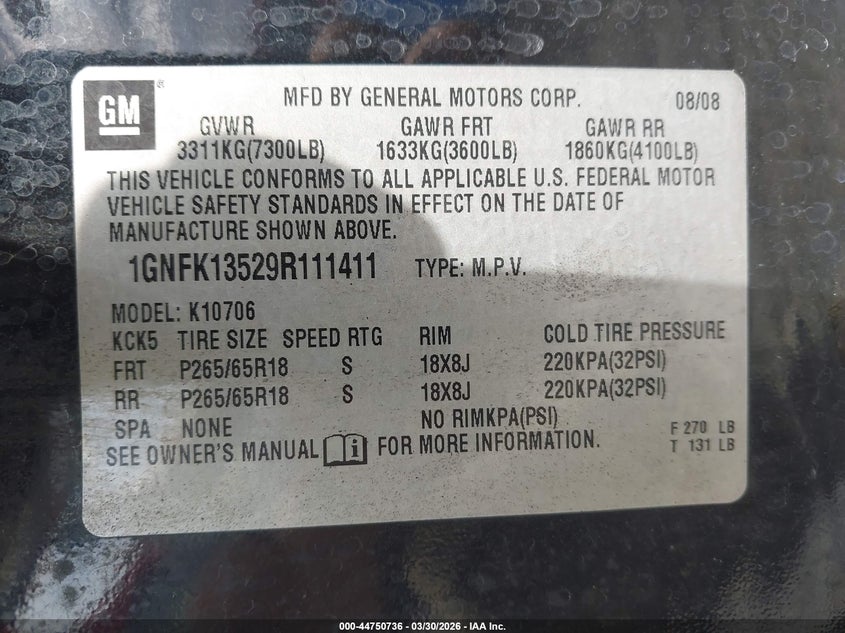 GM
®
MFD BY GENERAL MOTORS CORP. 08/08
GVWR GAWR FRT GAWR RR
3311KG(7300LB) 1633KG(3600LB) 1860KG(4100LB)
THIS VEHICLE CONFORMS TO ALL APPLICABLE U.S. FEDERAL MOTOR
VEHICLE SAFETY STANDARDS IN EFFECT ON THE DATE OF
MANUFACTURE SHOWN ABOVE.
1GNFK13529R111411 TYPE: M.P.V.
MODEL: K10706
KCK5 TIRE SIZE SPEED RTG RIM COLD TIRE PRESSURE
FRT P265/65R18 S 18X8J 220KPA(32PSI)
RR P265/65R18 S 18X8J 220KPA(32PSI)
SPA NONE NO RIMKPA(PSI)
SEE OWNER'S MANUAL i FOR MORE INFORMATION.
F 270 LB
T 131 LB
000-44750736 - 03/30/2026 - IAA Inc.